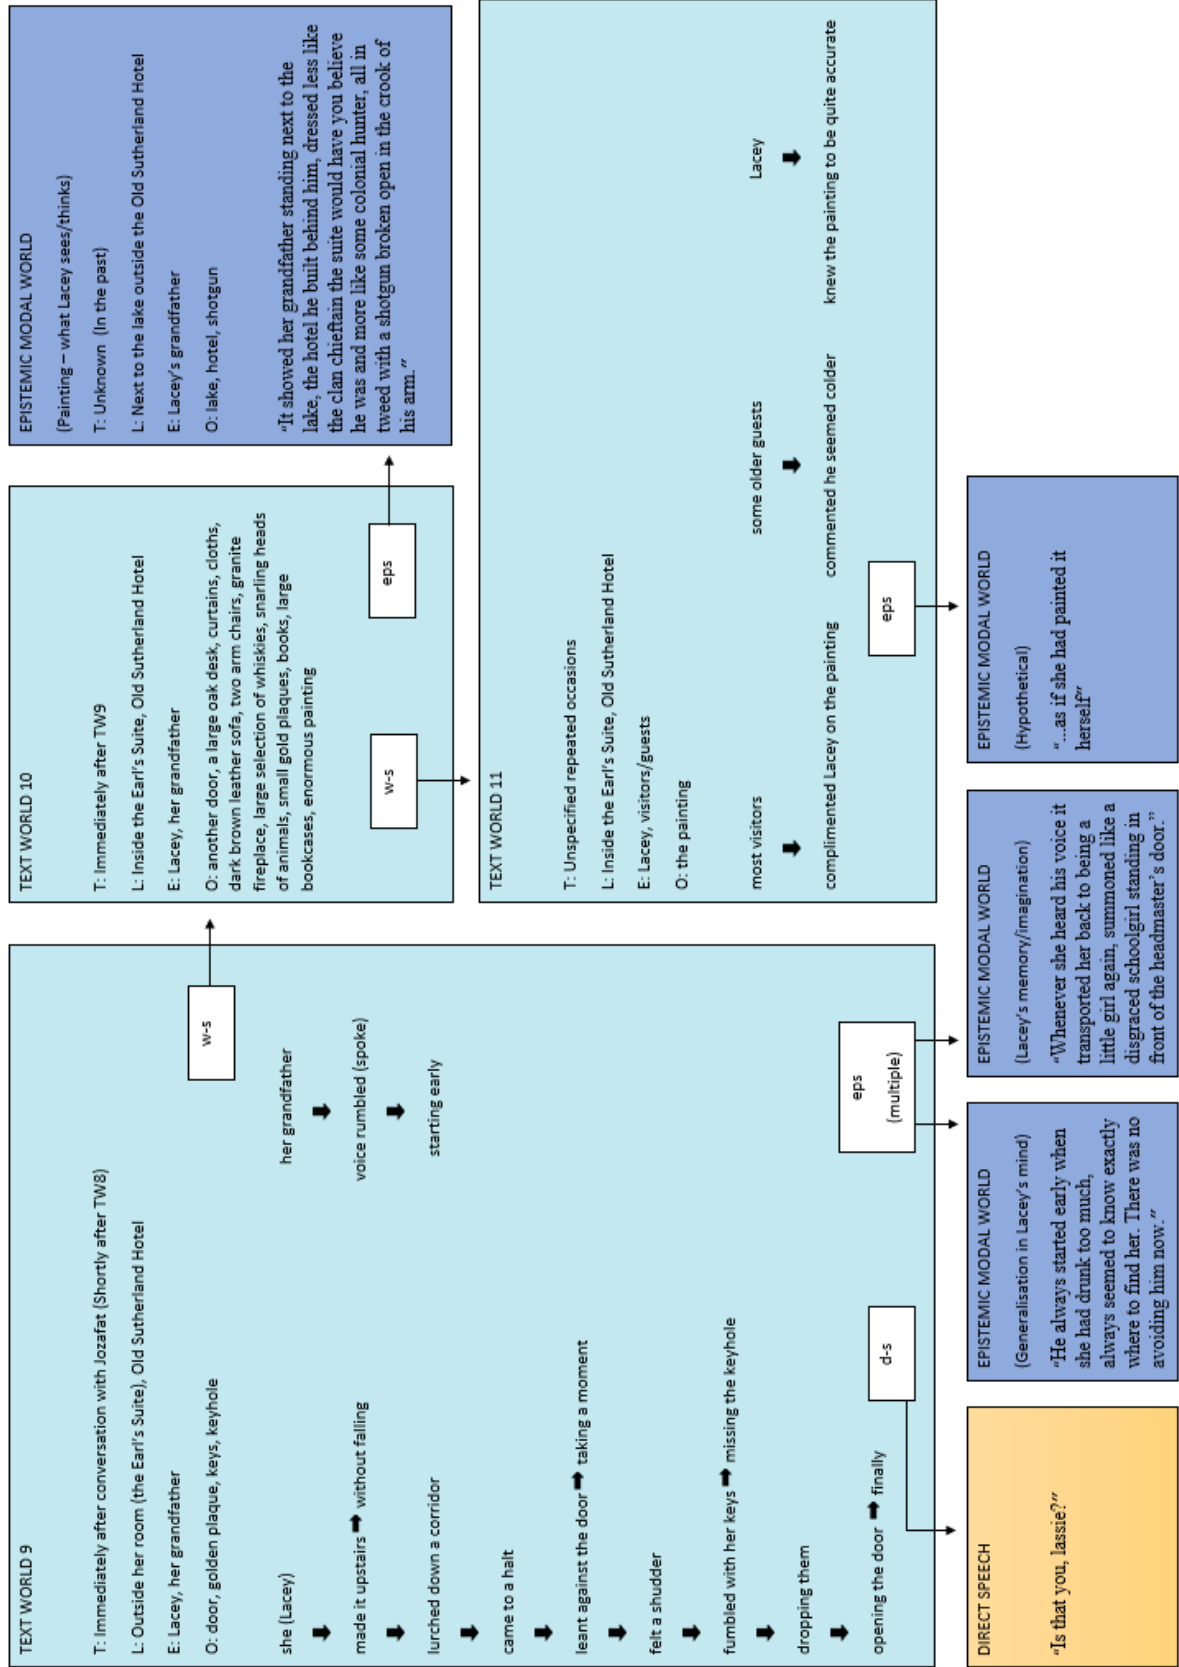 TEXT WORLD 9
T: Immediately after conversation with Jozafat (Shortly after TW8)
L: Outside her room (the Earl's Suite), Old Sutherland Hotel
E: Lacey, her grandfather
O: door, golden plaque, keys, keyhole
she (Lacey)
made it upstairs
without falling
lurched down a corridor
came to a halt
leant against the door
taking a moment
felt a shudder
fumbled with her keys
missing the keyhole
dropping them
opening the door
finally
her grandfather
voice rumbled (spoke)
starting early
w-s
d-s
eps
(multiple)
DIRECT SPEECH
"Is that you, lassie?"
EPISTEMIC MODAL WORLD
(Generalisation in Lacey's mind)
"He always started early when
she had drunk too much,
always seemed to know exactly
where to find her. There was no
avoiding him now."
EPISTEMIC MODAL WORLD
(Lacey's memory/imagination)
"Whenever she heard his voice it
transported her back to being a
little girl again, summoned like a
disgraced schoolgirl standing in
front of the headmaster's door."
TEXT WORLD 10
T: Immediately after TW9
L: Inside the Earl's Suite, Old Sutherland Hotel
E: Lacey, her grandfather
O: another door, a large oak desk, curtains, cloths,
dark brown leather sofa, two arm chairs, granite
fireplace, large selection of whiskies, snarling heads
of animals, small gold plaques, books, large
bookcases, enormous painting
w-s
eps
EPISTEMIC MODAL WORLD
(Painting – what Lacey sees/thinks)
T: Unknown (In the past)
L: Next to the lake outside the Old Sutherland Hotel
E: Lacey's grandfather
O: lake, hotel, shotgun
"It showed her grandfather standing next to the
lake, the hotel he built behind him, dressed less like
the clan chieftain the suite would have you believe
he was and more like some colonial hunter, all in
tweed with a shotgun broken open in the crook of
his arm."
TEXT WORLD 11
T: Unspecified repeated occasions
L: Inside the Earl's Suite, Old Sutherland Hotel
E: Lacey, visitors/guests
O: the painting
most visitors
complimented Lacey on the painting
some older guests
commented he seemed colder
Lacey
knew the painting to be quite accurate
eps
EPISTEMIC MODAL WORLD
(Hypothetical)
"...as if she had painted it
herself"